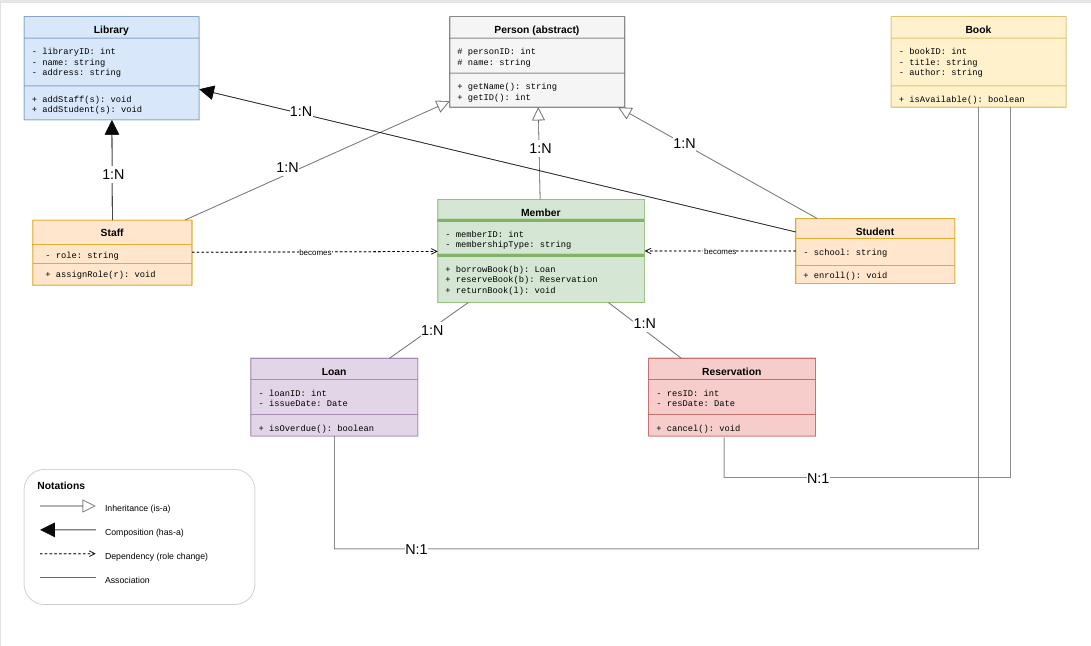 Library
- libraryID: int
- name: string
- address: string
+ addStaff(s): void
+ addStudent(s): void
Person (abstract)
# personID: int
# name: string
+ getName(): string
+ getID(): int
Book
- bookID: int
- title: string
- author: string
+ isAvailable(): boolean
1:N
1:N
1:N
1:N
1:N
Staff
- role: string
+ assignRole(r): void
becomes
Member
- memberID: int
- membershipType: string
+ borrowBook(b): Loan
+ reserveBook(b): Reservation
+ returnBook(l): void
becomes
Student
- school: string
+ enroll(): void
1:N
1:N
Loan
- loanID: int
- issueDate: Date
+ isOverdue(): boolean
Reservation
- resID: int
- resDate: Date
+ cancel(): void
N:1
N:1
Notations
Inheritance (is-a)
Composition (has-a)
Dependency (role change)
Association